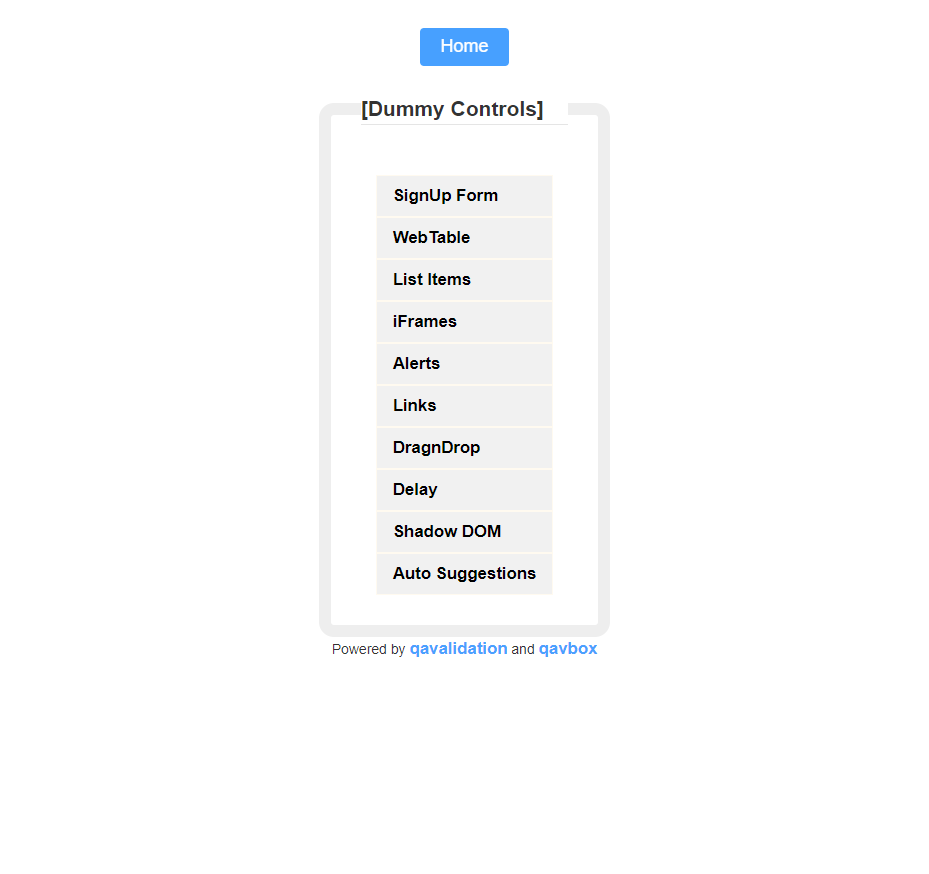 Home
[Dummy Controls]
SignUp Form
WebTable
List Items
iFrames
Alerts
Links
DragnDrop
Delay
Shadow DOM
Auto Suggestions
Powered by qavalidation and qavbox